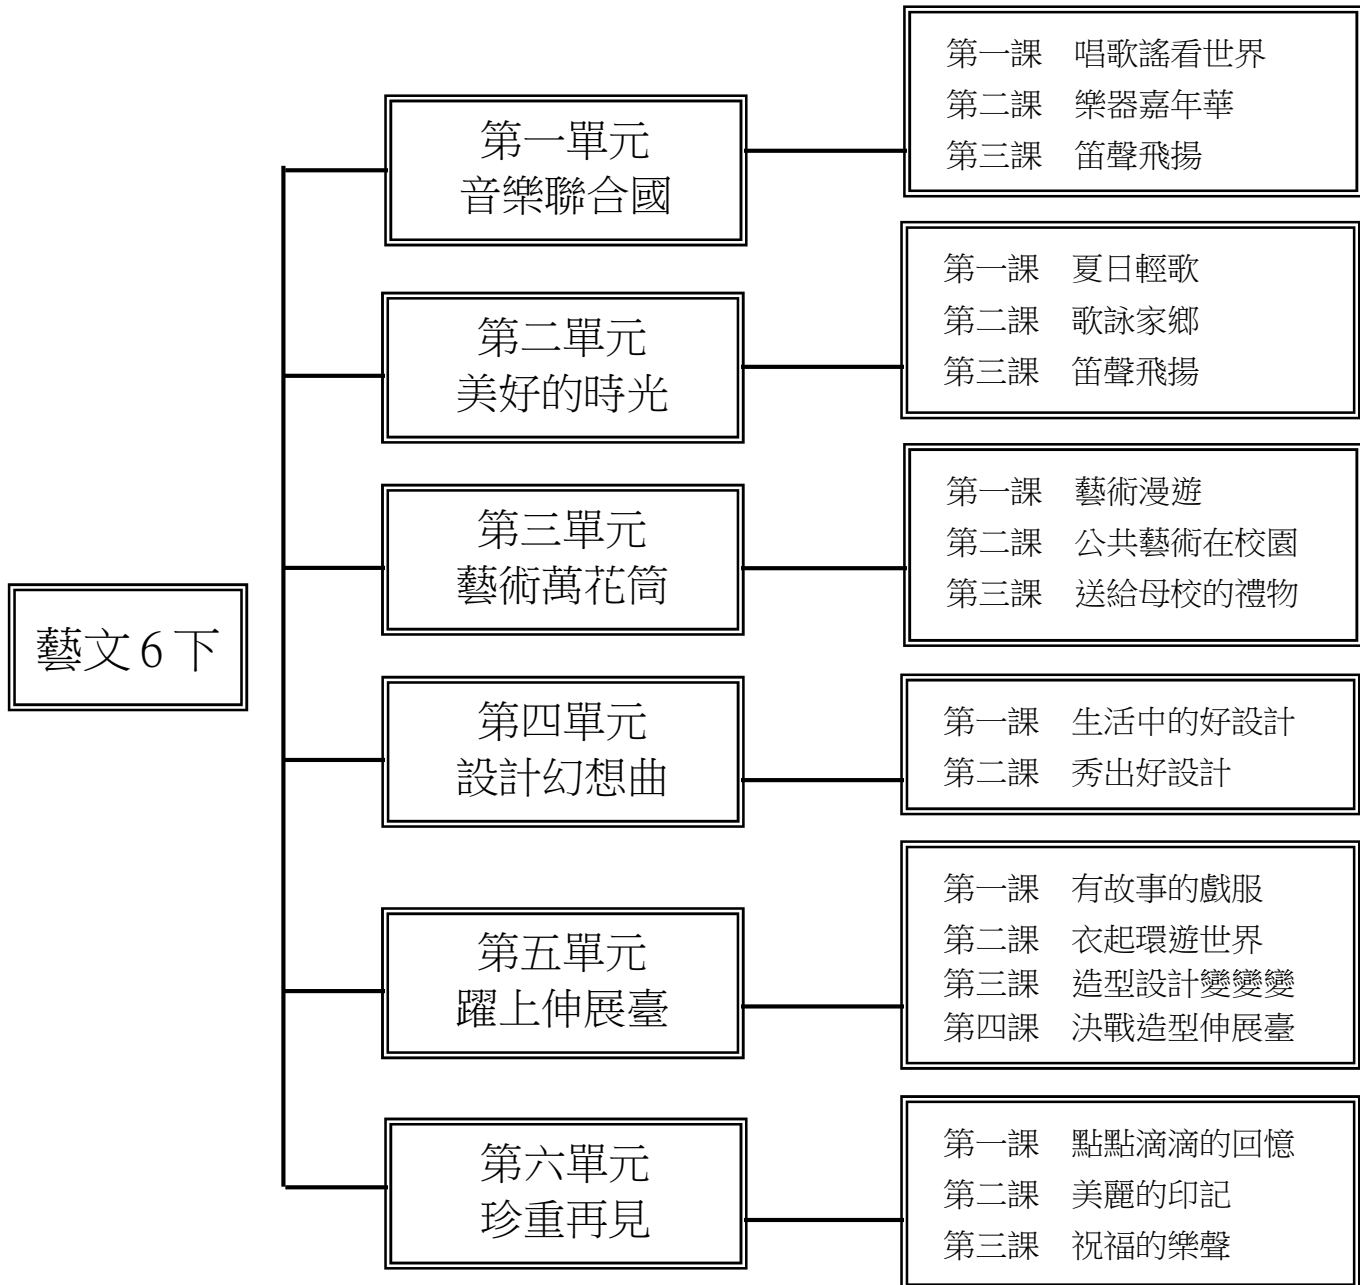 藝文6下
第一單元
音樂聯合國
第一課　唱歌謠看世界
第二課　樂器嘉年華
第三課　笛聲飛揚
第二單元
美好的時光
第一課　夏日輕歌
第二課　歌詠家鄉
第三課　笛聲飛揚
第三單元
藝術萬花筒
第一課　藝術漫遊
第二課　公共藝術在校園
第三課　送給母校的禮物
第四單元
設計幻想曲
第一課　生活中的好設計
第二課　秀出好設計
第五單元
躍上伸展臺
第一課　有故事的戲服
第二課　衣起環遊世界
第三課　造型設計變變變
第四課　決戰造型伸展臺
第六單元
珍重再見
第一課　點點滴滴的回憶
第二課　美麗的印記
第三課　祝福的樂聲